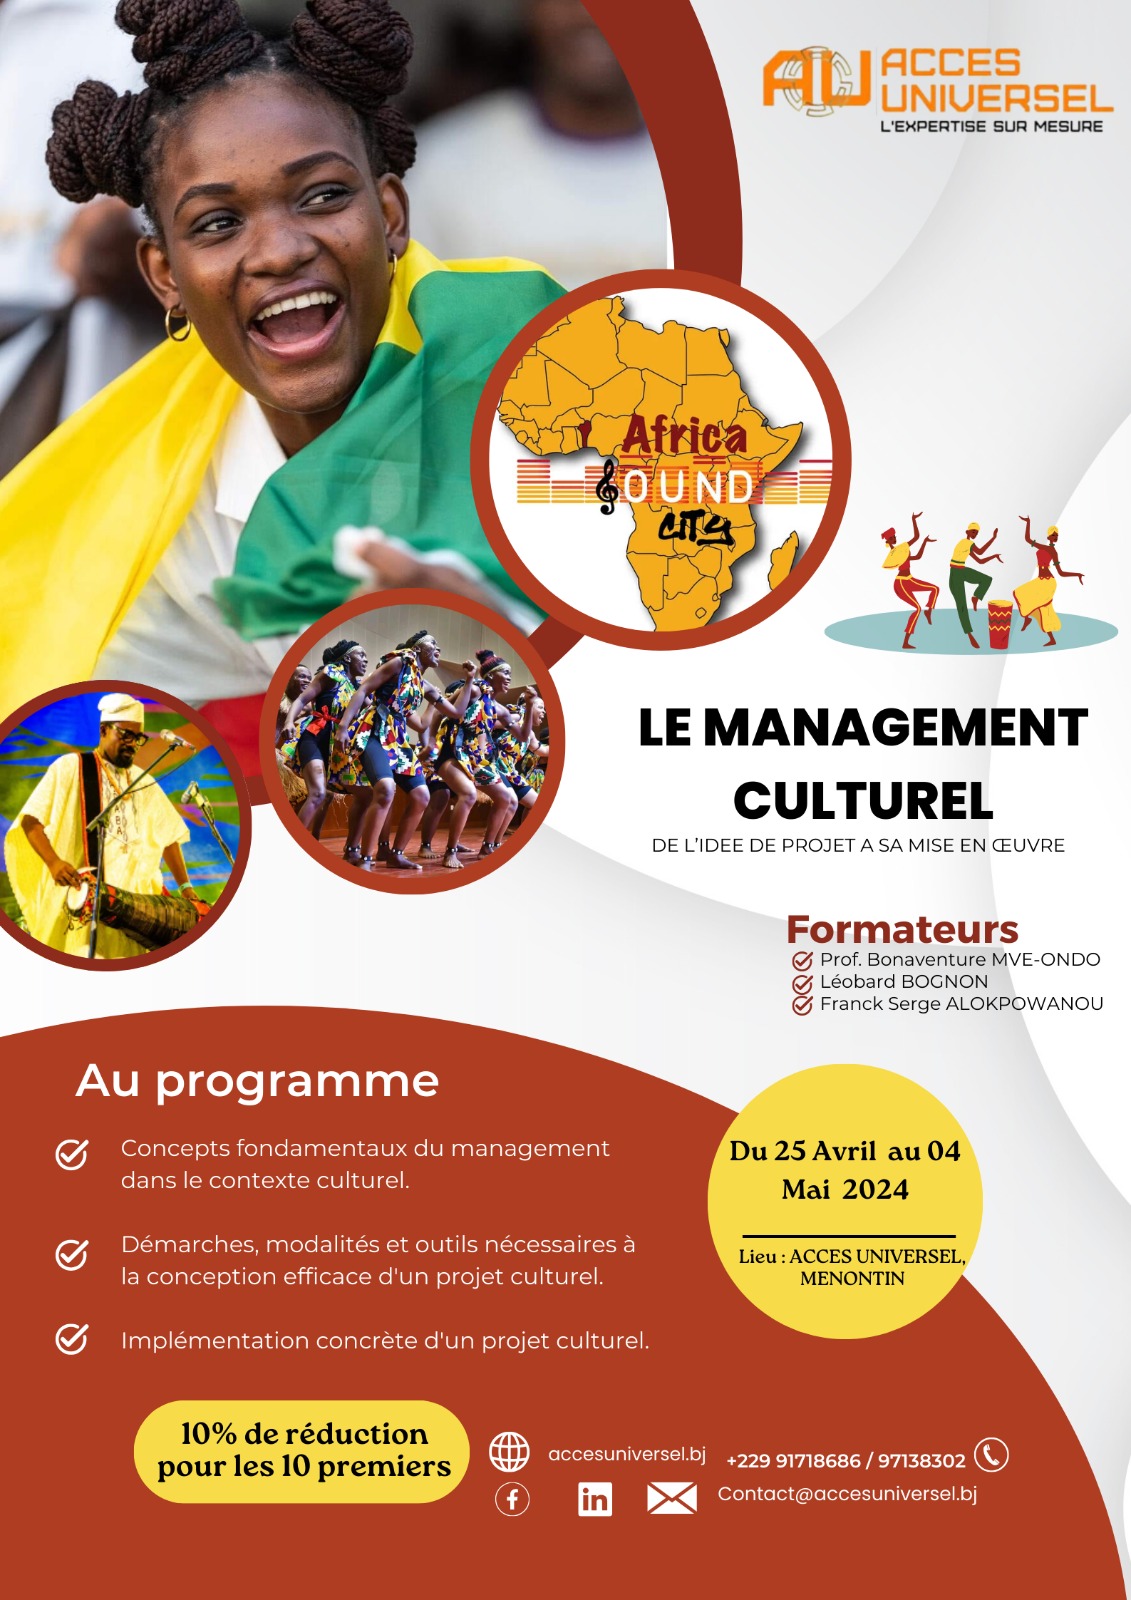 ACCES
UNIVERSEL
L'EXPERTISE SUR MESURE
Africa
SOUND
CITY
LE MANAGEMENT
CULTUREL
DE L'IDEE DE PROJET A SA MISE EN ŒUVRE
Formateurs
Prof. Bonaventure MVE-ONDO
Léobard BOGNON
Franck Serge ALOKPOWANOU
Au programme
Concepts fondamentaux du management
dans le contexte culturel.
Démarches, modalités et outils nécessaires à
la conception efficace d'un projet culturel.
Implémentation concrète d'un projet culturel.
Du 25 Avril au 04
Mai 2024
Lieu : ACCES UNIVERSEL,
MENONTIN
10% de réduction
pour les 10 premiers
accesuniversel.bj
+229 91718686 / 97138302
Contact@accesuniversel.bj